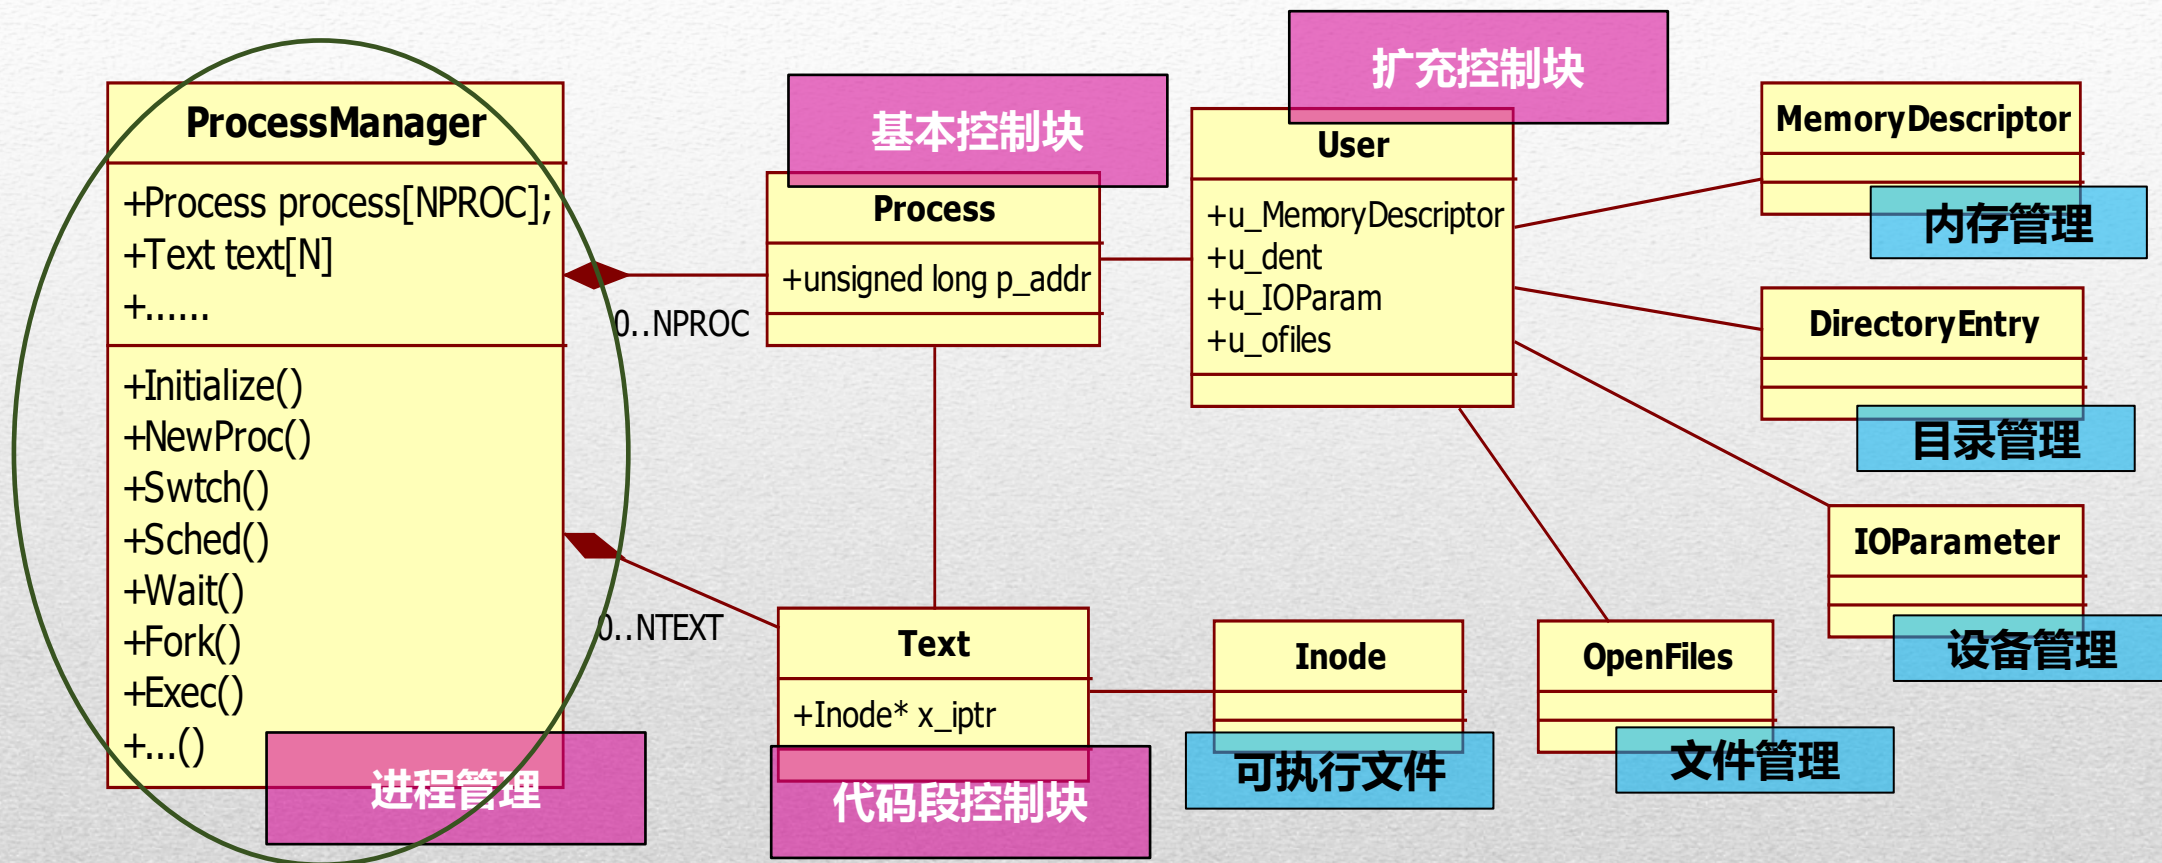 ProcessManager
+Process process[NPROC];
+Text text[N]
+......
+Initialize()
+NewProc()
+Swtch()
+Sched()
+Wait()
+Fork()
+Exec()
+...()
进程管理
0..NPROC
0..NTEXT
基本控制块
Process
+unsigned long p_addr
Text
+Inode* x_iptr
代码段控制块
扩充控制块
User
+u_MemoryDescriptor
+u_dent
+u_IOParam
+u_ofiles
Inode
可执行文件
OpenFiles
文件管理
MemoryDescriptor
内存管理
DirectoryEntry
目录管理
IOParameter
设备管理